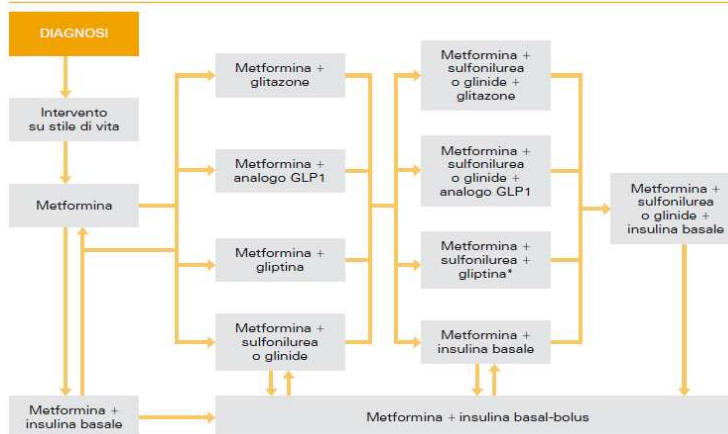 DIAGNOSI
Intervento
su stile di vita
Metformina
Metformina +
insulina basale
Metformina +
glitazone
Metformina +
analogo GLP1
Metformina +
gliptina
Metformina +
sulfonilurea
o glinide
Metformina +
sulfonilurea
o glinide +
glitazone
Metformina +
sulfonilurea
o glinide +
analogo GLP1
Metformina +
sulfonilurea +
gliptina*
Metformina +
insulina basale
Metformina +
sulfonilurea
o glinide +
insulina basale
Metformina + insulina basal-bolus